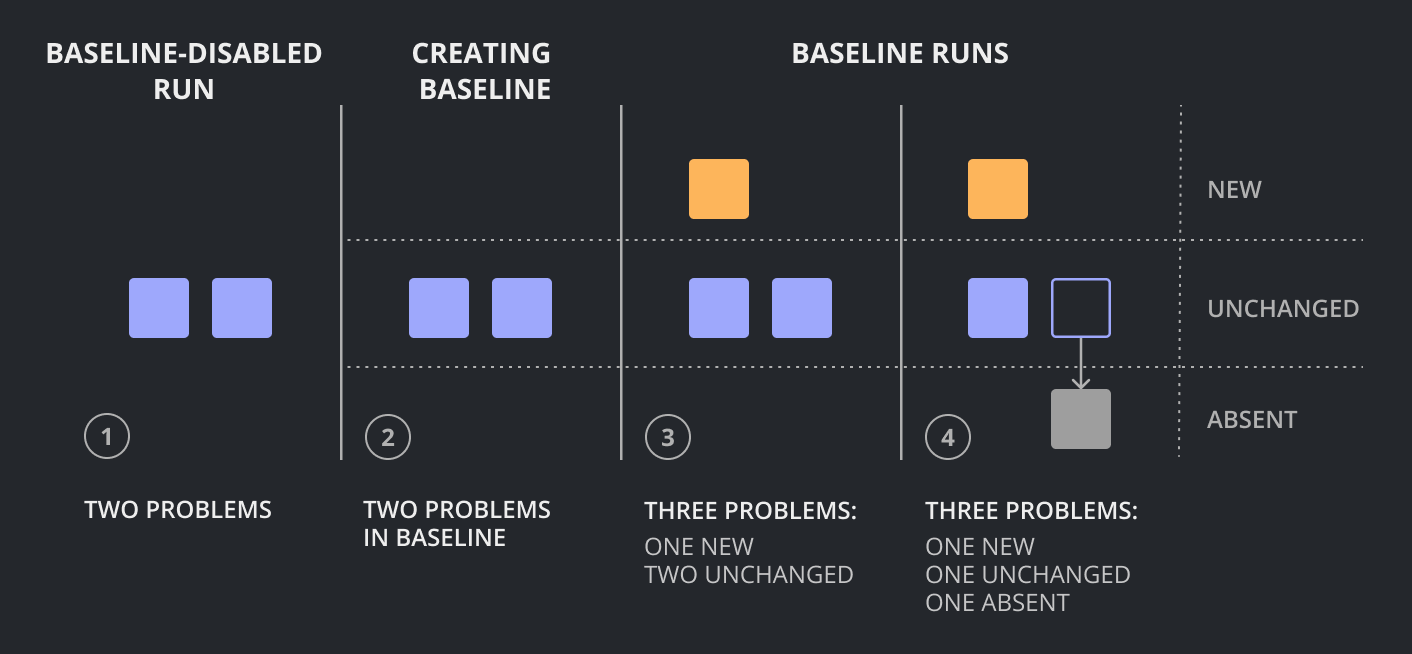 BASELINE-DISABLED
RUN
CREATING
BASELINE
BASELINE RUNS
NEW
UNCHANGED
ABSENT
1
TWO PROBLEMS
2
TWO PROBLEMS
IN BASELINE
3
THREE PROBLEMS:
ONE NEW
TWO UNCHANGED
4
THREE PROBLEMS:
ONE NEW
ONE UNCHANGED
ONE ABSENT